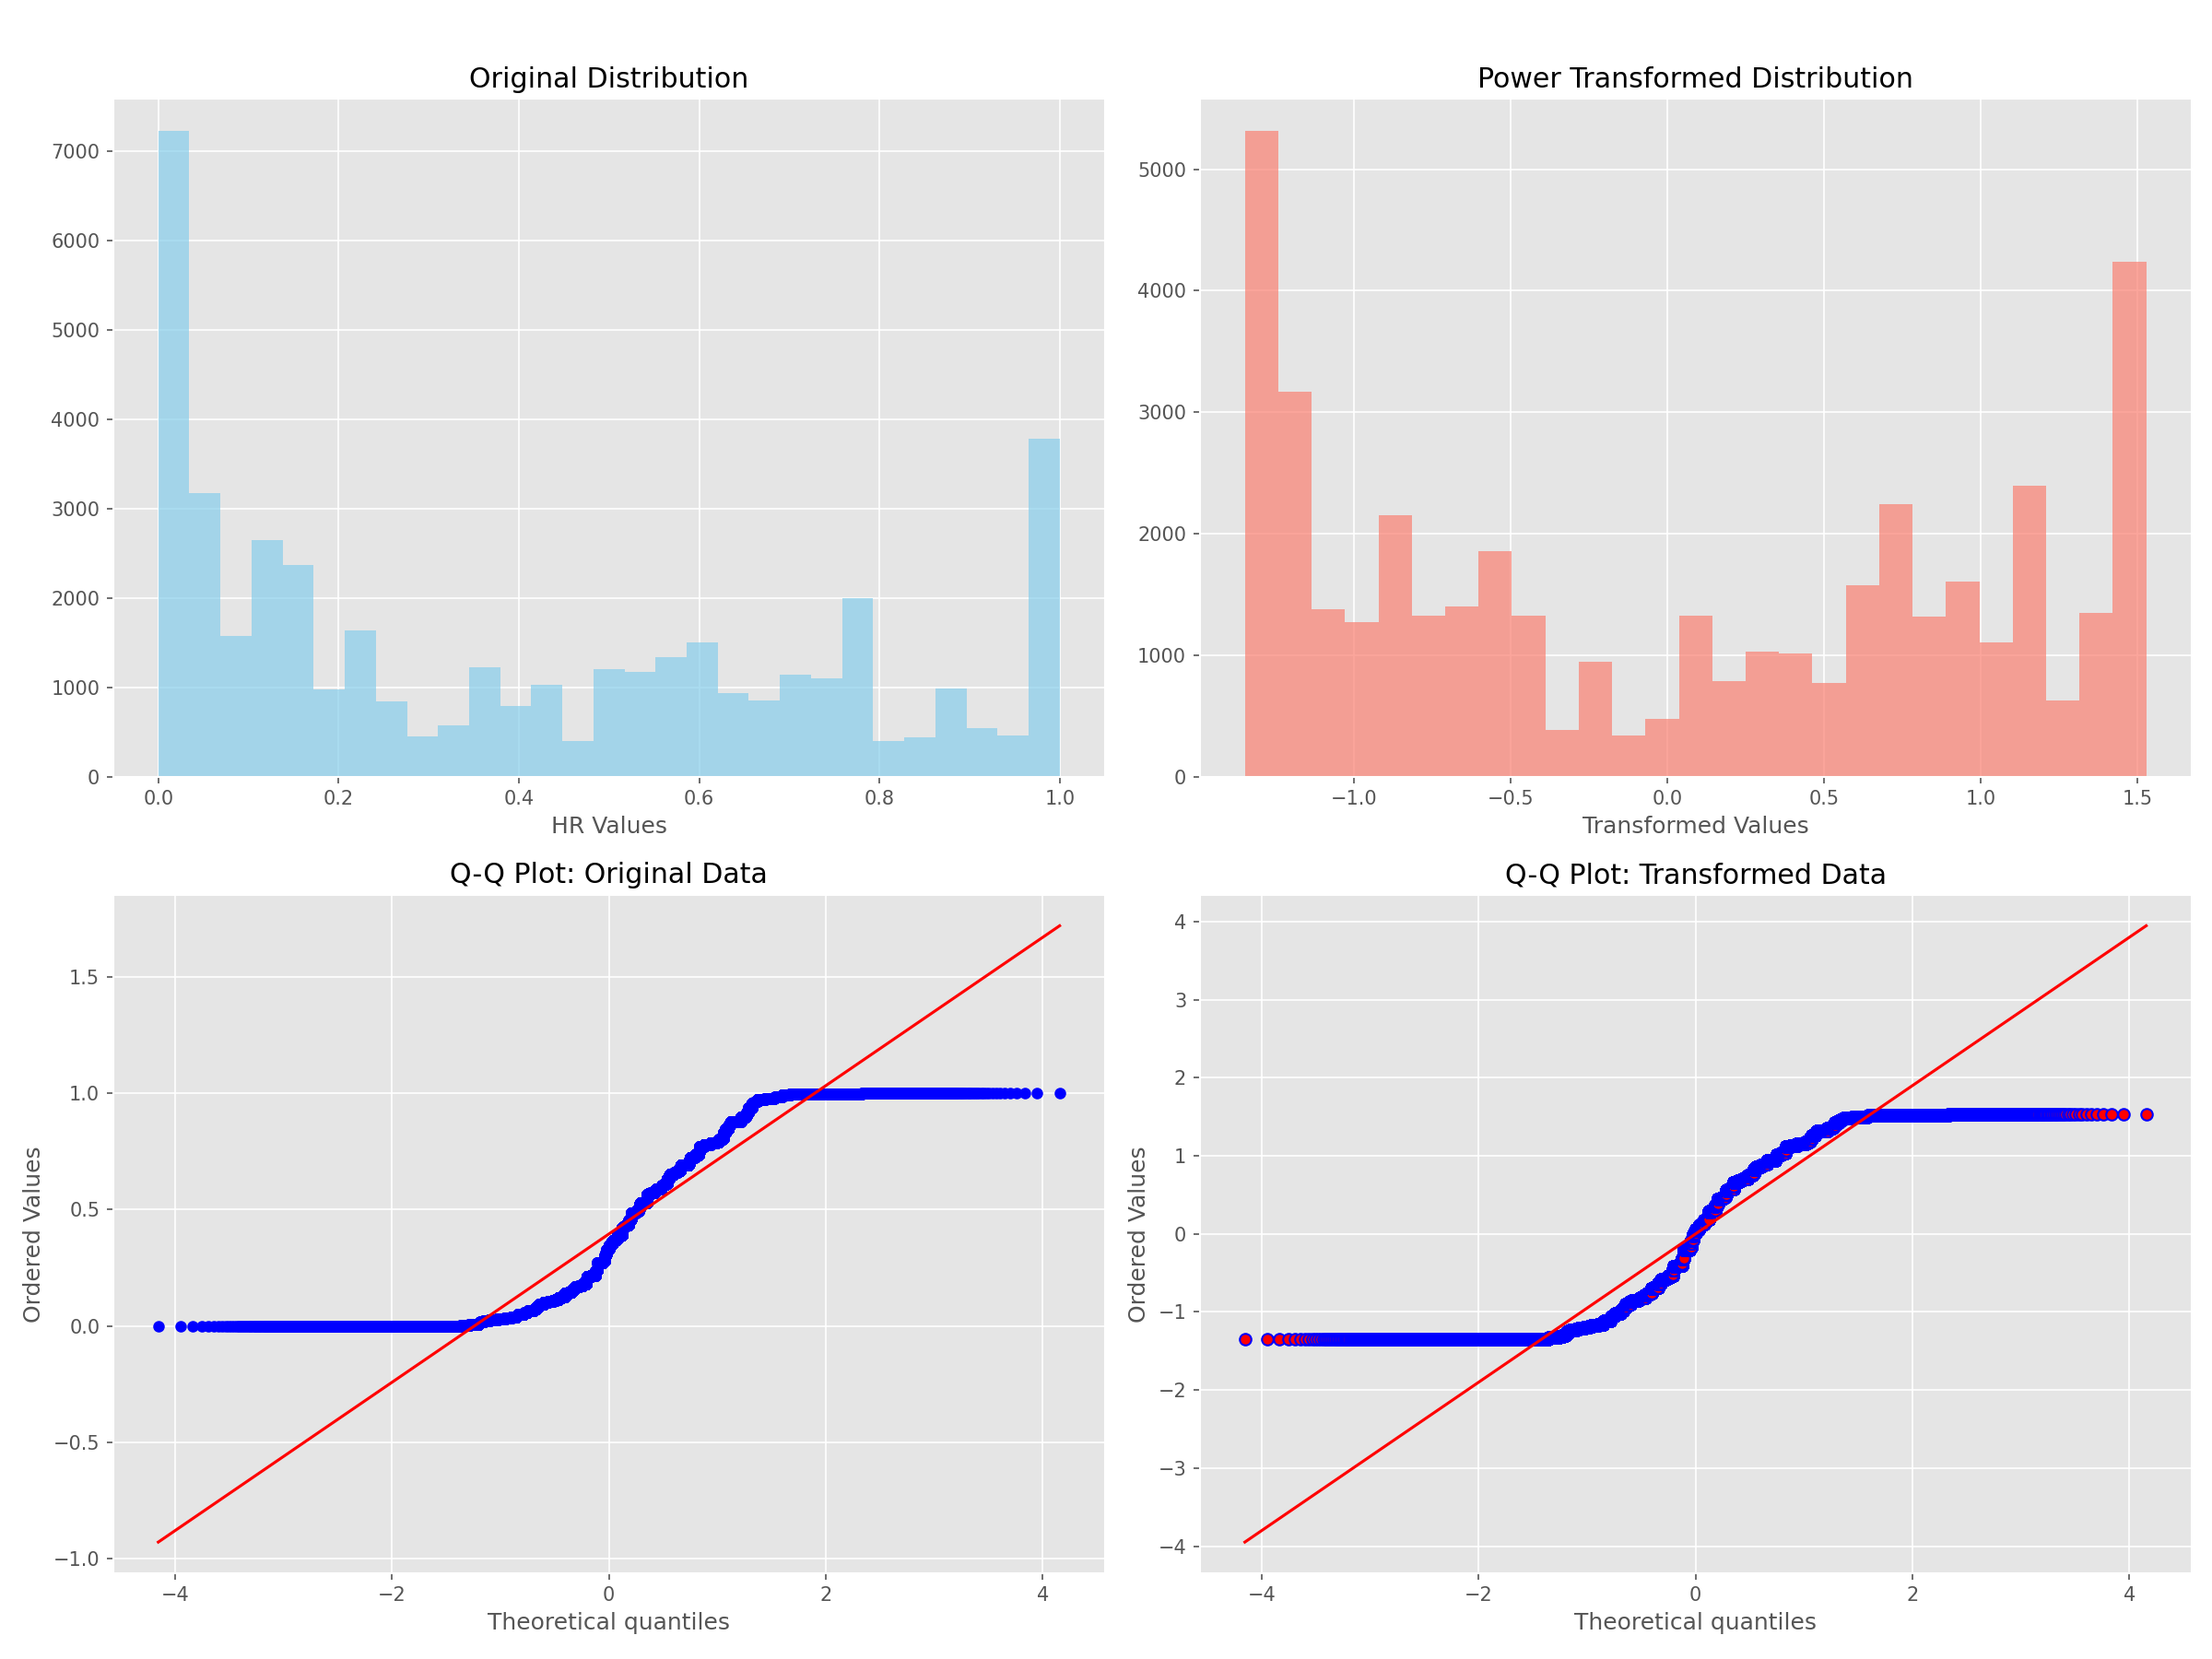 Original Distribution
7000
6000
5000
4000
3000
2000
1000
0
0.0 0.2 0.4 0.6 0.8 1.0
HR Values
Power Transformed Distribution
5000
4000
3000
2000
1000
0
−1.0 −0.5 0.0 0.5 1.0 1.5
Transformed Values
Q-Q Plot: Original Data
Ordered Values
1.5
1.0
0.5
0.0
−0.5
−1.0
−4 −2 0 2 4
Theoretical quantiles
Q-Q Plot: Transformed Data
Ordered Values
4
3
2
1
0
−1
−2
−3
−4
−4 −2 0 2 4
Theoretical quantiles